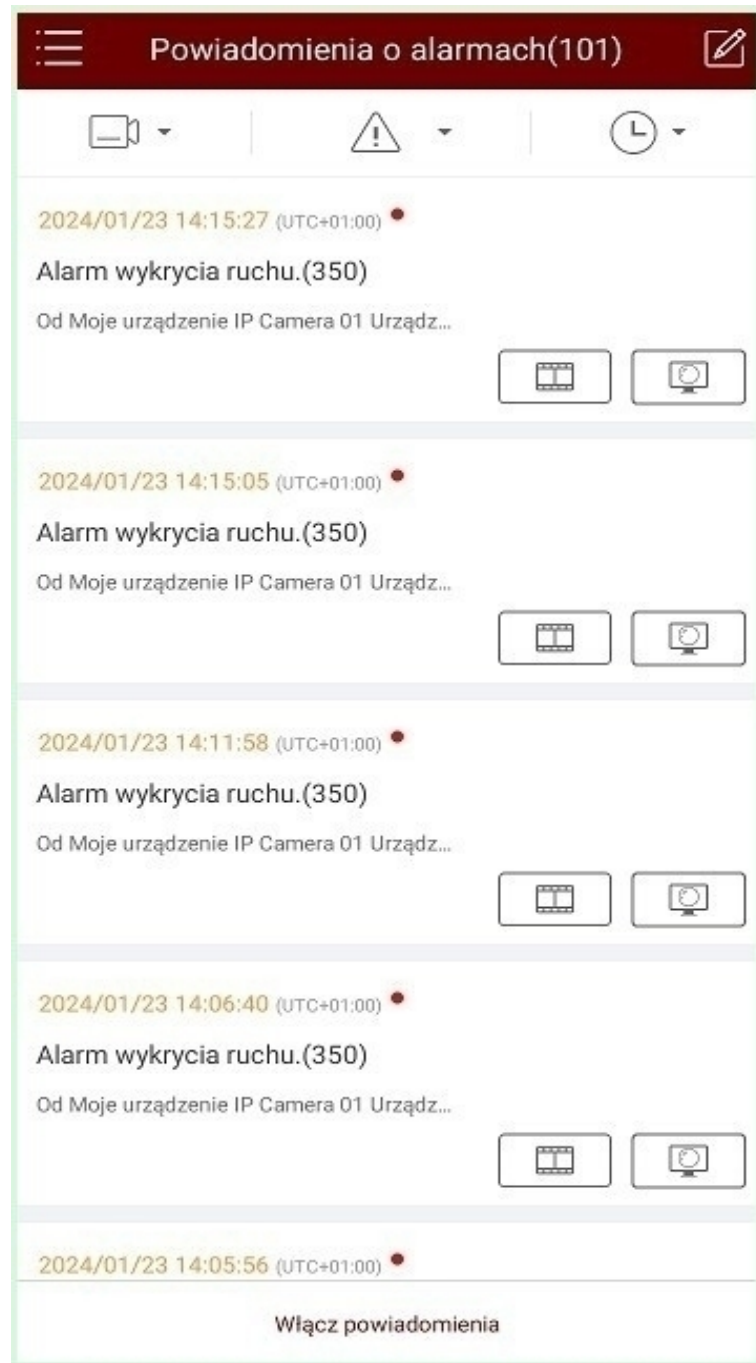 Powiadomienia o alarmach(101)
2024/01/23 14:15:27 (UTC+01:00)
Alarm wykrycia ruchu.(350)
Od Moje urządzenie IP Camera 01 Urządz...
2024/01/23 14:15:05 (UTC+01:00)
Alarm wykrycia ruchu.(350)
Od Moje urządzenie IP Camera 01 Urządz...
2024/01/23 14:11:58 (UTC+01:00)
Alarm wykrycia ruchu.(350)
Od Moje urządzenie IP Camera 01 Urządz...
2024/01/23 14:06:40 (UTC+01:00)
Alarm wykrycia ruchu.(350)
Od Moje urządzenie IP Camera 01 Urządz...
2024/01/23 14:05:56 (UTC+01:00)
Włącz powiadomienia